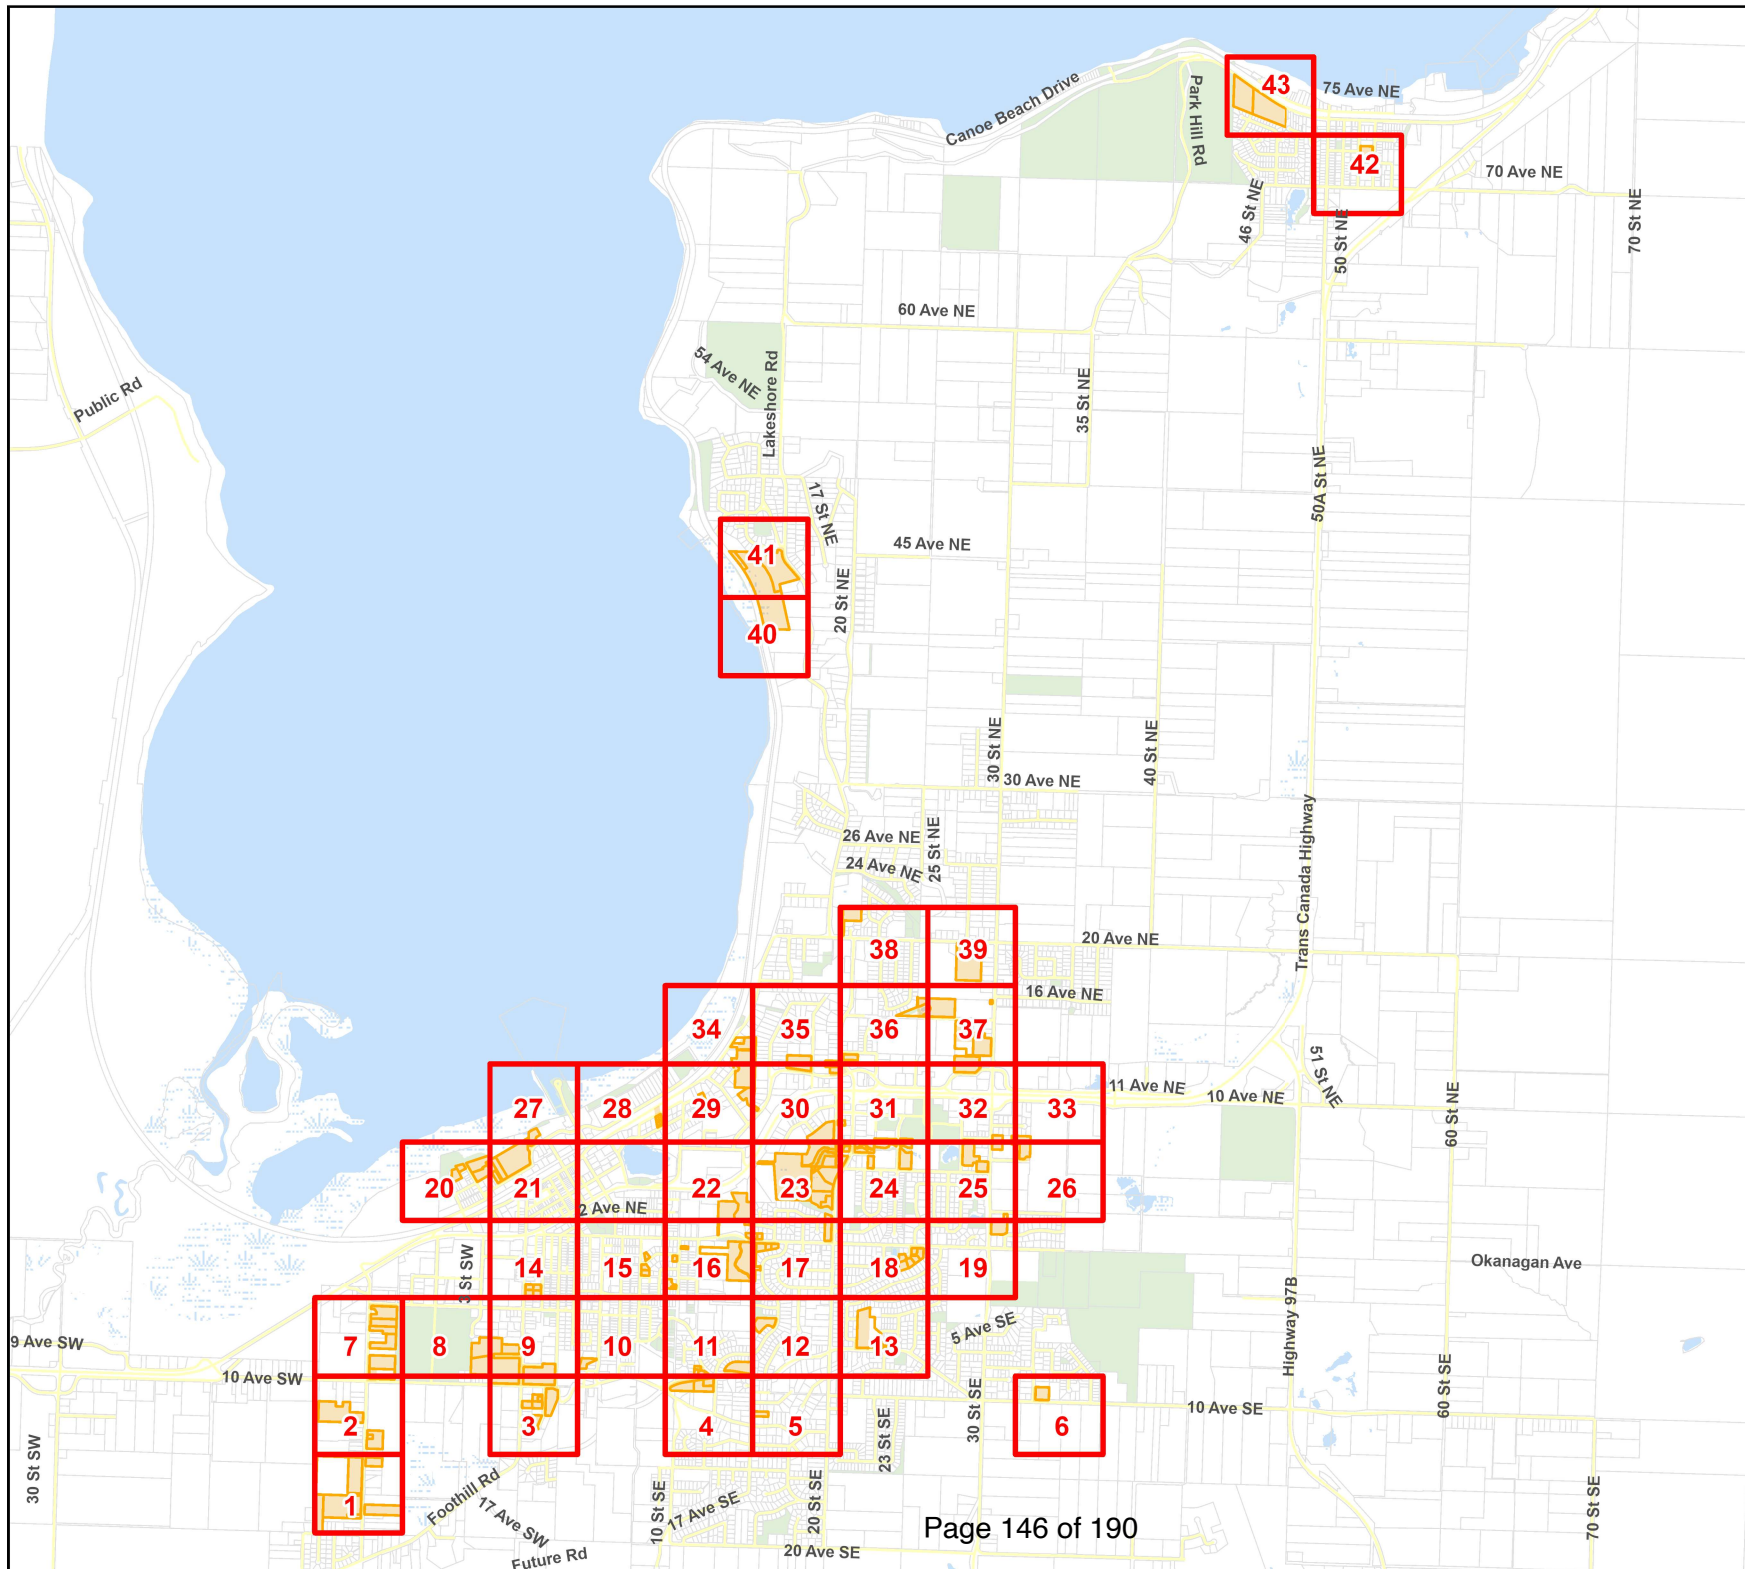 43
75 Ave NE
Canoe Beach Drive
Park Hill Rd
42
70 Ave NE
46 St NE
50 St NE
70 St NE
60 Ave NE
54 Ave NE
Lakeshore Rd
35 St NE
Public Rd
17 St NE
50A St NE
41
45 Ave NE
20 St NE
40
30 St NE
40 St NE
30 Ave NE
Trans Canada Highway
26 Ave NE
25 St NE
24 Ave NE
38
39
20 Ave NE
16 Ave NE
34
35
36
37
51 St NE
11 Ave NE
10 Ave NE
60 St NE
27
28
29
30
31
32
33
20
21
22
23
24
25
26
2 Ave NE
3 St SW
14
15
16
17
18
19
Okanagan Ave
Highway 97B
9 Ave SW
7
8
9
10
11
12
13
5 Ave SE
10 Ave SW
60 St SE
2
3
4
5
23 St SE
30 St SE
6
10 Ave SE
30 St SW
1
Foothill Rd
17 Ave SW
10 St SE
17 Ave SE
20 St SE
70 St SE
Page 146 of 190
Future Rd
20 Ave SE